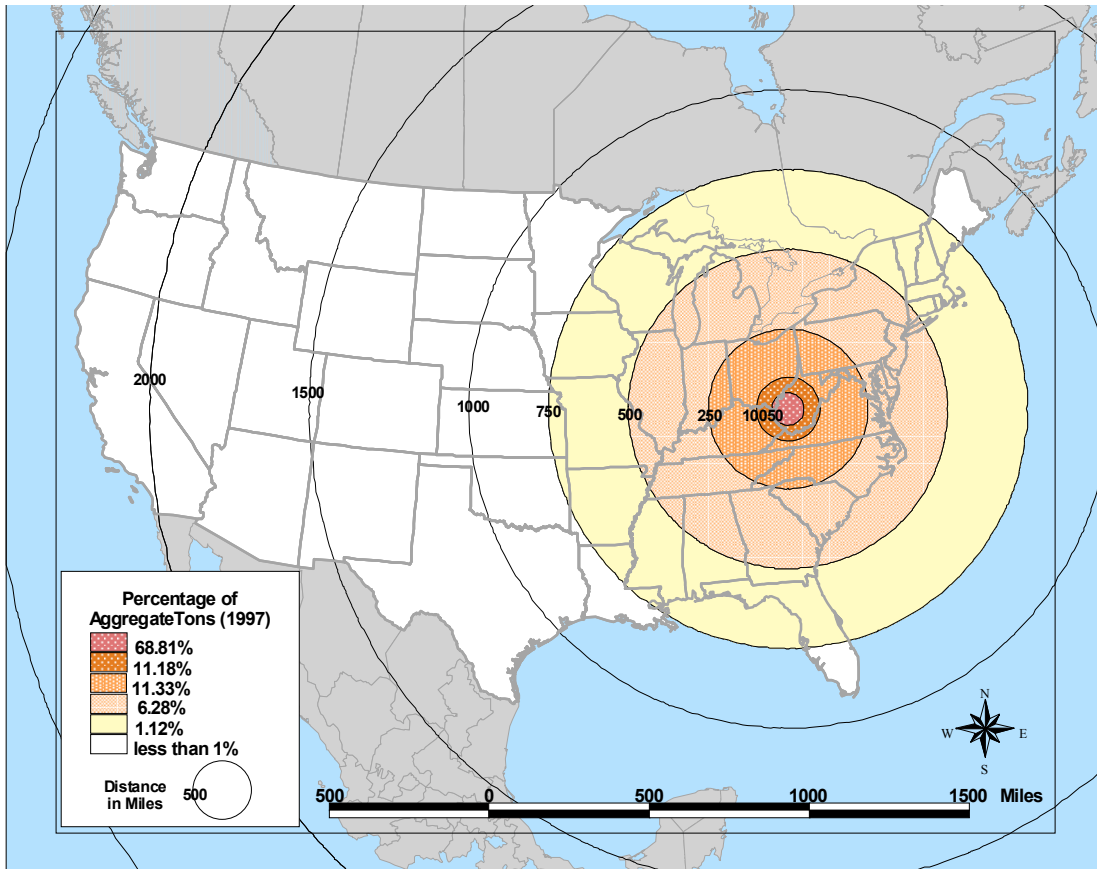 2000
1500
1000
750
500
250
10050
Percentage of
AggregateTons (1997)
68.81%
11.18%
11.33%
6.28%
1.12%
less than 1%
Distance
in Miles
500
N
W
E
S
500
0
500
1000
1500
Miles